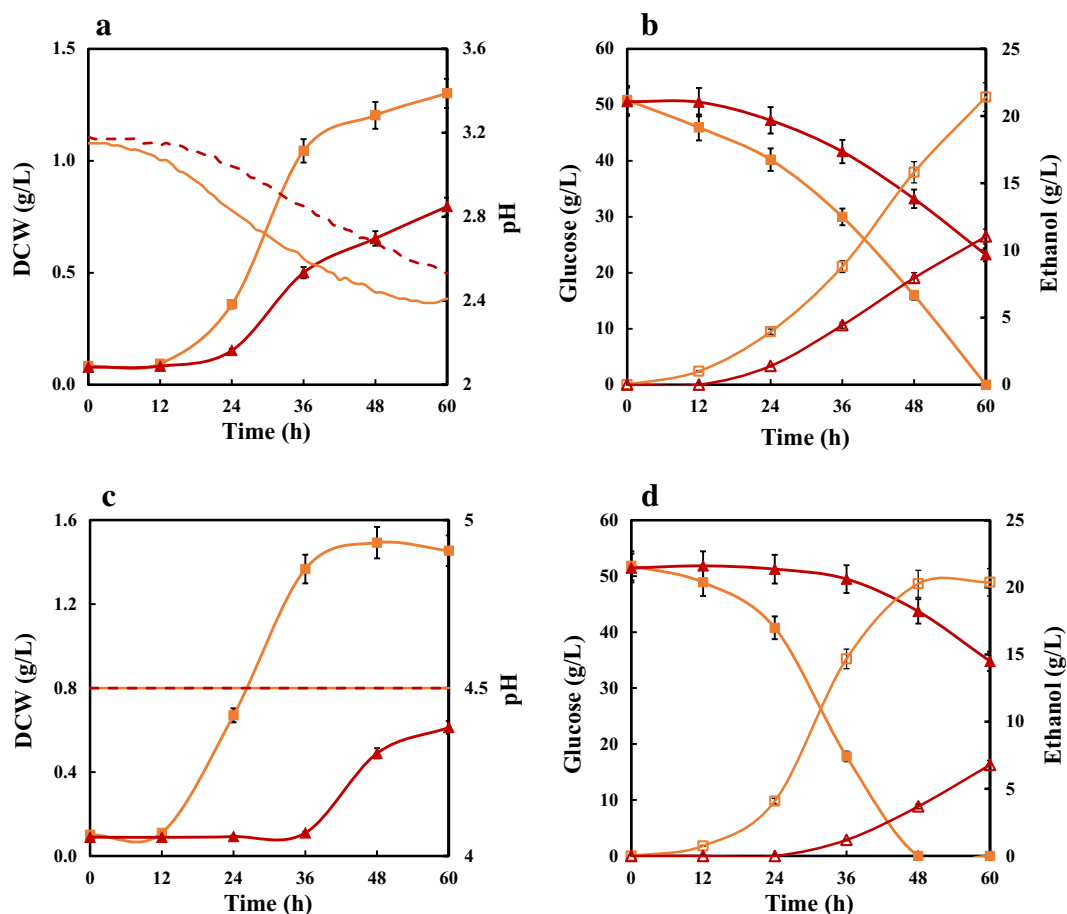 a
1.5
1.0
0.5
0.0
DCW (g/L)
3.6
3.2
2.8
2.4
2
pH
0 12 24 36 48 60
Time (h)
b
60
50
40
30
20
10
0
Glucose (g/L)
25
20
15
10
5
0
Ethanol (g/L)
0 12 24 36 48 60
Time (h)
c
1.6
1.2
0.8
0.4
0.0
DCW (g/L)
5
4.5
4
pH
0 12 24 36 48 60
Time (h)
d
60
50
40
30
20
10
0
Glucose (g/L)
25
20
15
10
5
0
Ethanol (g/L)
0 12 24 36 48 60
Time (h)